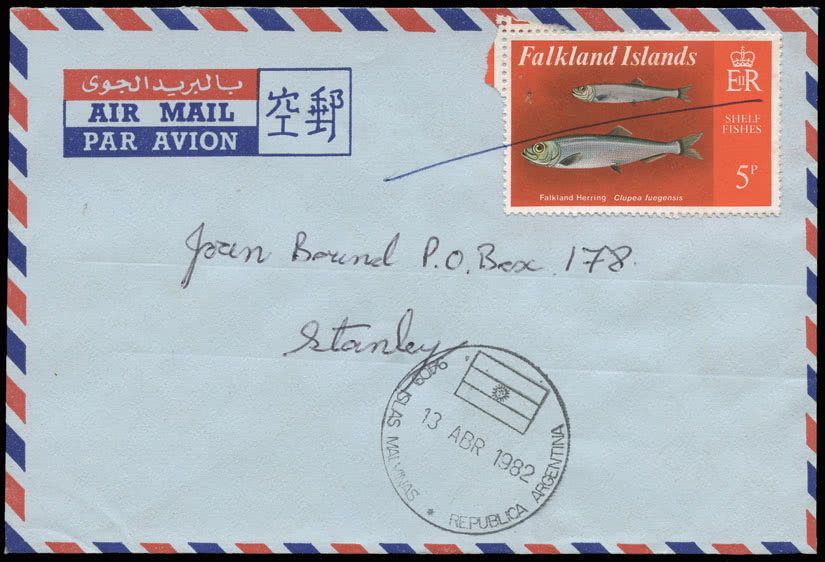 بالبريد الجوى
AIR MAIL
PAR AVION
空郵
Falkland Islands
EIIR
SHELF
FISHES
5P
Falkland Herring Clupea fuegensis
Joan Bound P.O. Box 178.
Stanley
9409 ISLAS MALVINAS * REPUBLICA ARGENTINA
13 ABR 1982